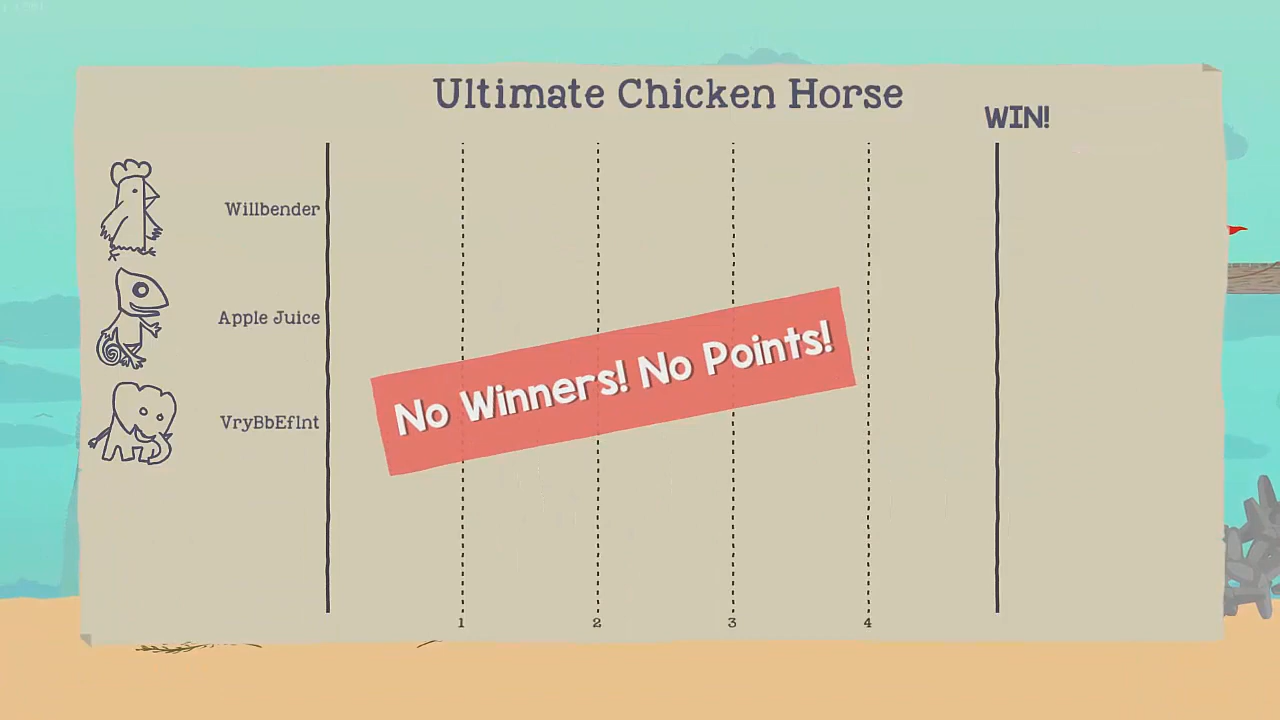 Ultimate Chicken Horse
WIN!
Willbender
Apple Juice
VryBbEflnt
No Winners! No Points!
1 2 3 4